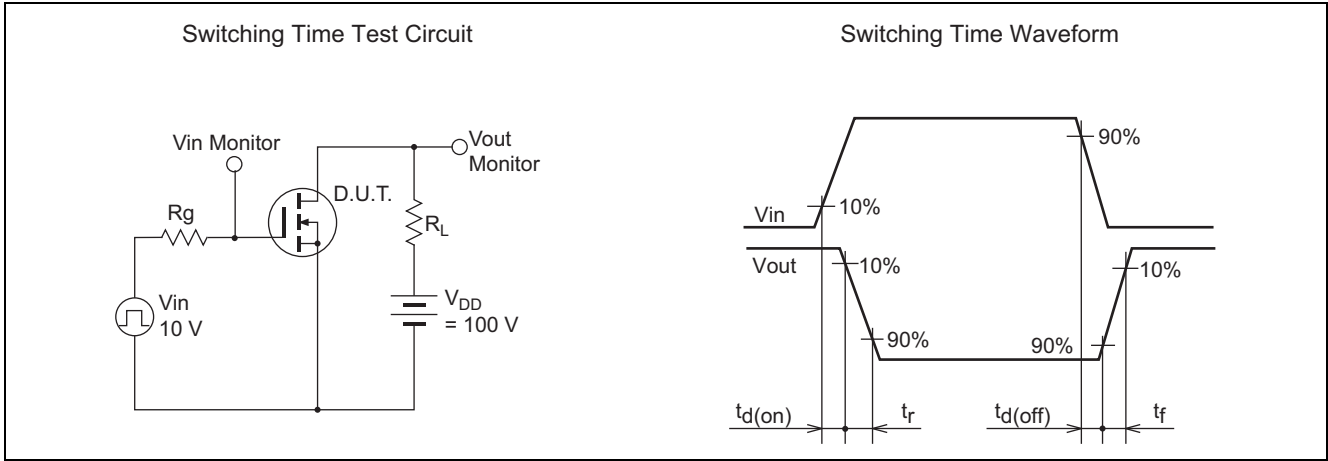 Switching Time Test Circuit
Vin Monitor
Vout
Monitor
D.U.T.
Rg
RL
Vin
10 V
VDD
= 100 V
Switching Time Waveform
90%
Vin
10%
Vout
10%
90%
90%
10%
td(on)
tr
td(off)
tf